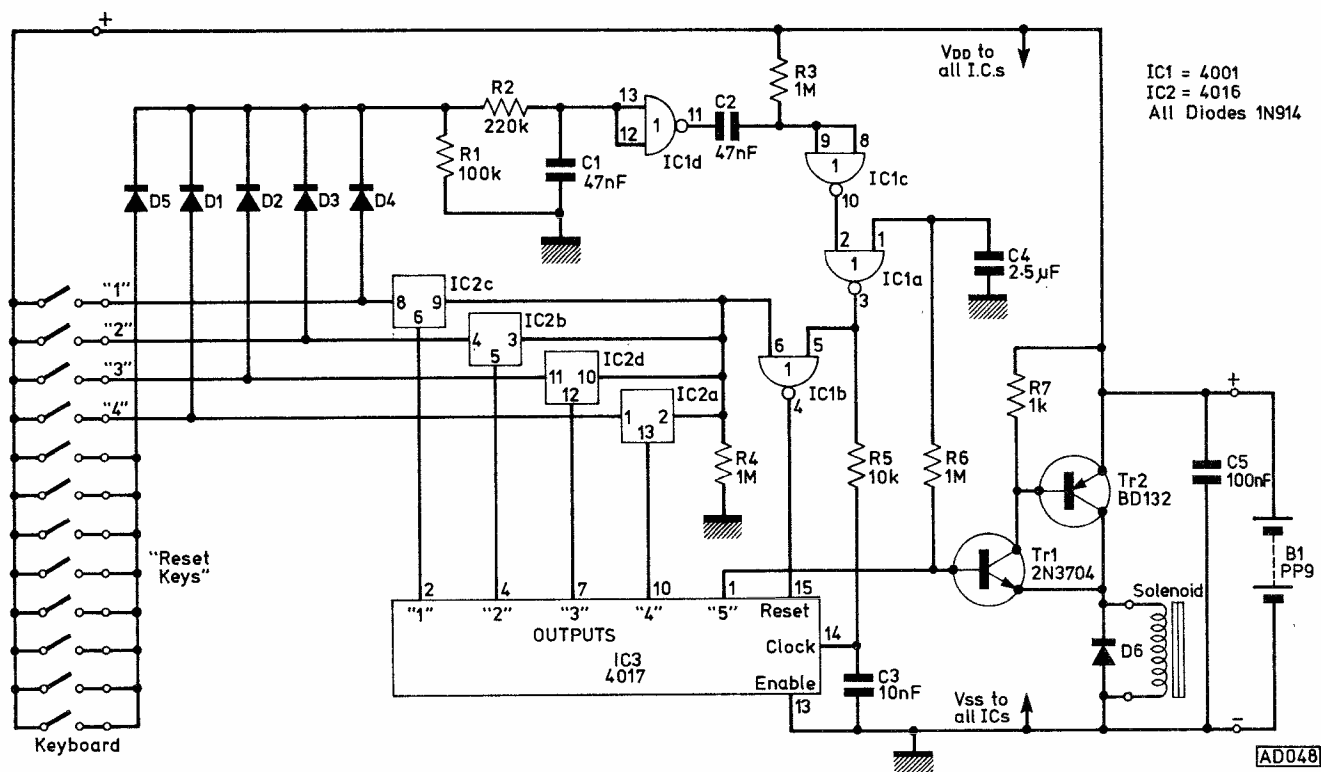 +
VDD to
all I.C.s
IC1 = 4001
IC2 = 4016
All Diodes 1N914
R3
1M
R2
220k
13
12
1
11
IC1d
C2
47nF
R1
100k
C1
47nF
9
8
1
IC1c
10
D5
D1
D2
D3
D4
2
1
1
IC1a
3
C4
2·5µF
"1"
8
9
6
IC2c
"2"
4
3
5
IC2b
"3"
11
10
12
IC2d
"4"
1
2
13
IC2a
6
5
1
IC1b
4
R7
1k
+
R4
1M
R5
10k
R6
1M
Tr2
BD132
C5
100nF
"Reset
Keys"
Tr1
2N3704
B1
PP9
2
4
7
10
1
15
"1"
"2"
"3"
"4"
"5"
Reset
OUTPUTS
IC3
4017
Clock
14
Enable
13
C3
10nF
Solenoid
D6
Vss to
all ICs
−
Keyboard
AD048